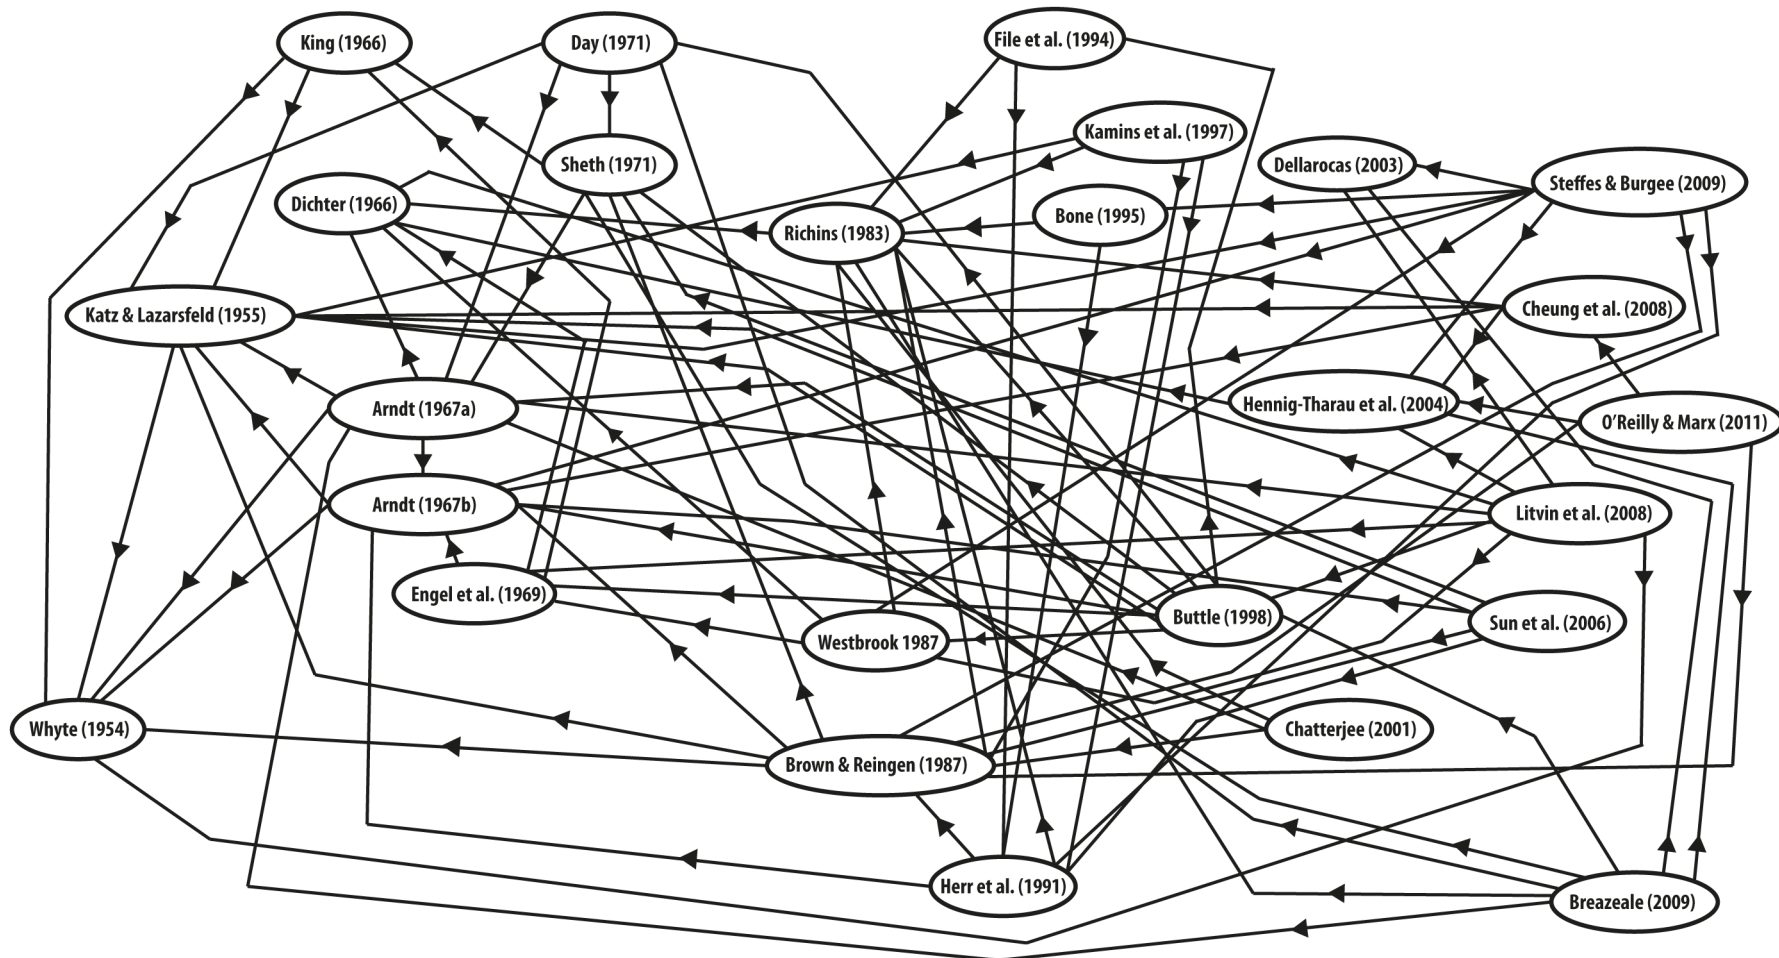 King (1966)
Day (1971)
File et al. (1994)
Kamins et al. (1997)
Sheth (1971)
Dellarocas (2003)
Steffes & Burgee (2009)
Dichter (1966)
Bone (1995)
Richins (1983)
Katz & Lazarsfeld (1955)
Cheung et al. (2008)
Arndt (1967a)
Hennig-Tharau et al. (2004)
O’Reilly & Marx (2011)
Arndt (1967b)
Litvin et al. (2008)
Engel et al. (1969)
Buttle (1998)
Sun et al. (2006)
Westbrook 1987
Whyte (1954)
Chatterjee (2001)
Brown & Reingen (1987)
Herr et al. (1991)
Breazeale (2009)